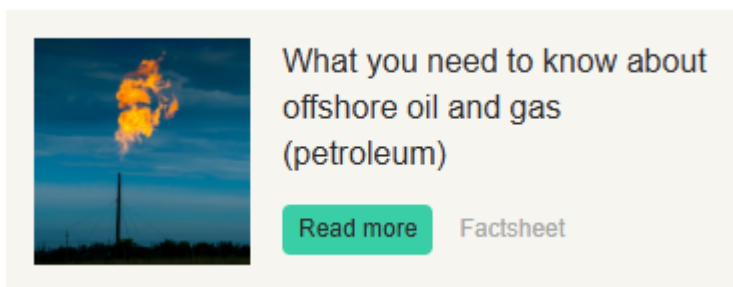 What you need to know about
offshore oil and gas
(petroleum)
Read more
Factsheet